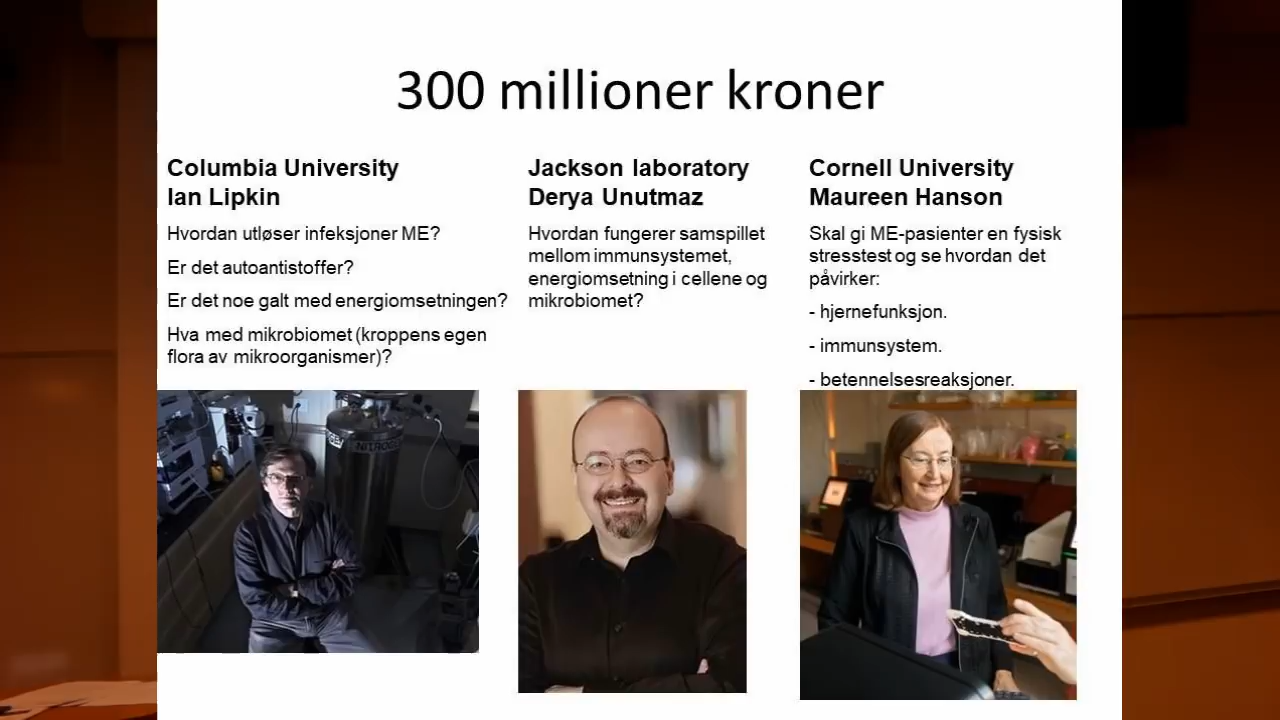 300 millioner kroner
Columbia University
Ian Lipkin
Hvordan utløser infeksjoner ME?
Er det autoantistoffer?
Er det noe galt med energiomsetningen?
Hva med mikrobiomet (kroppens egen
flora av mikroorganismer)?
Jackson laboratory
Derya Unutmaz
Hvordan fungerer samspillet
mellom immunsystemet,
energiomsetning i cellene og
mikrobiomet?
Cornell University
Maureen Hanson
Skal gi ME-pasienter en fysisk
stresstest og se hvordan det
påvirker:
- hjernefunksjon.
- immunsystem.
- betennelsesreaksjoner.